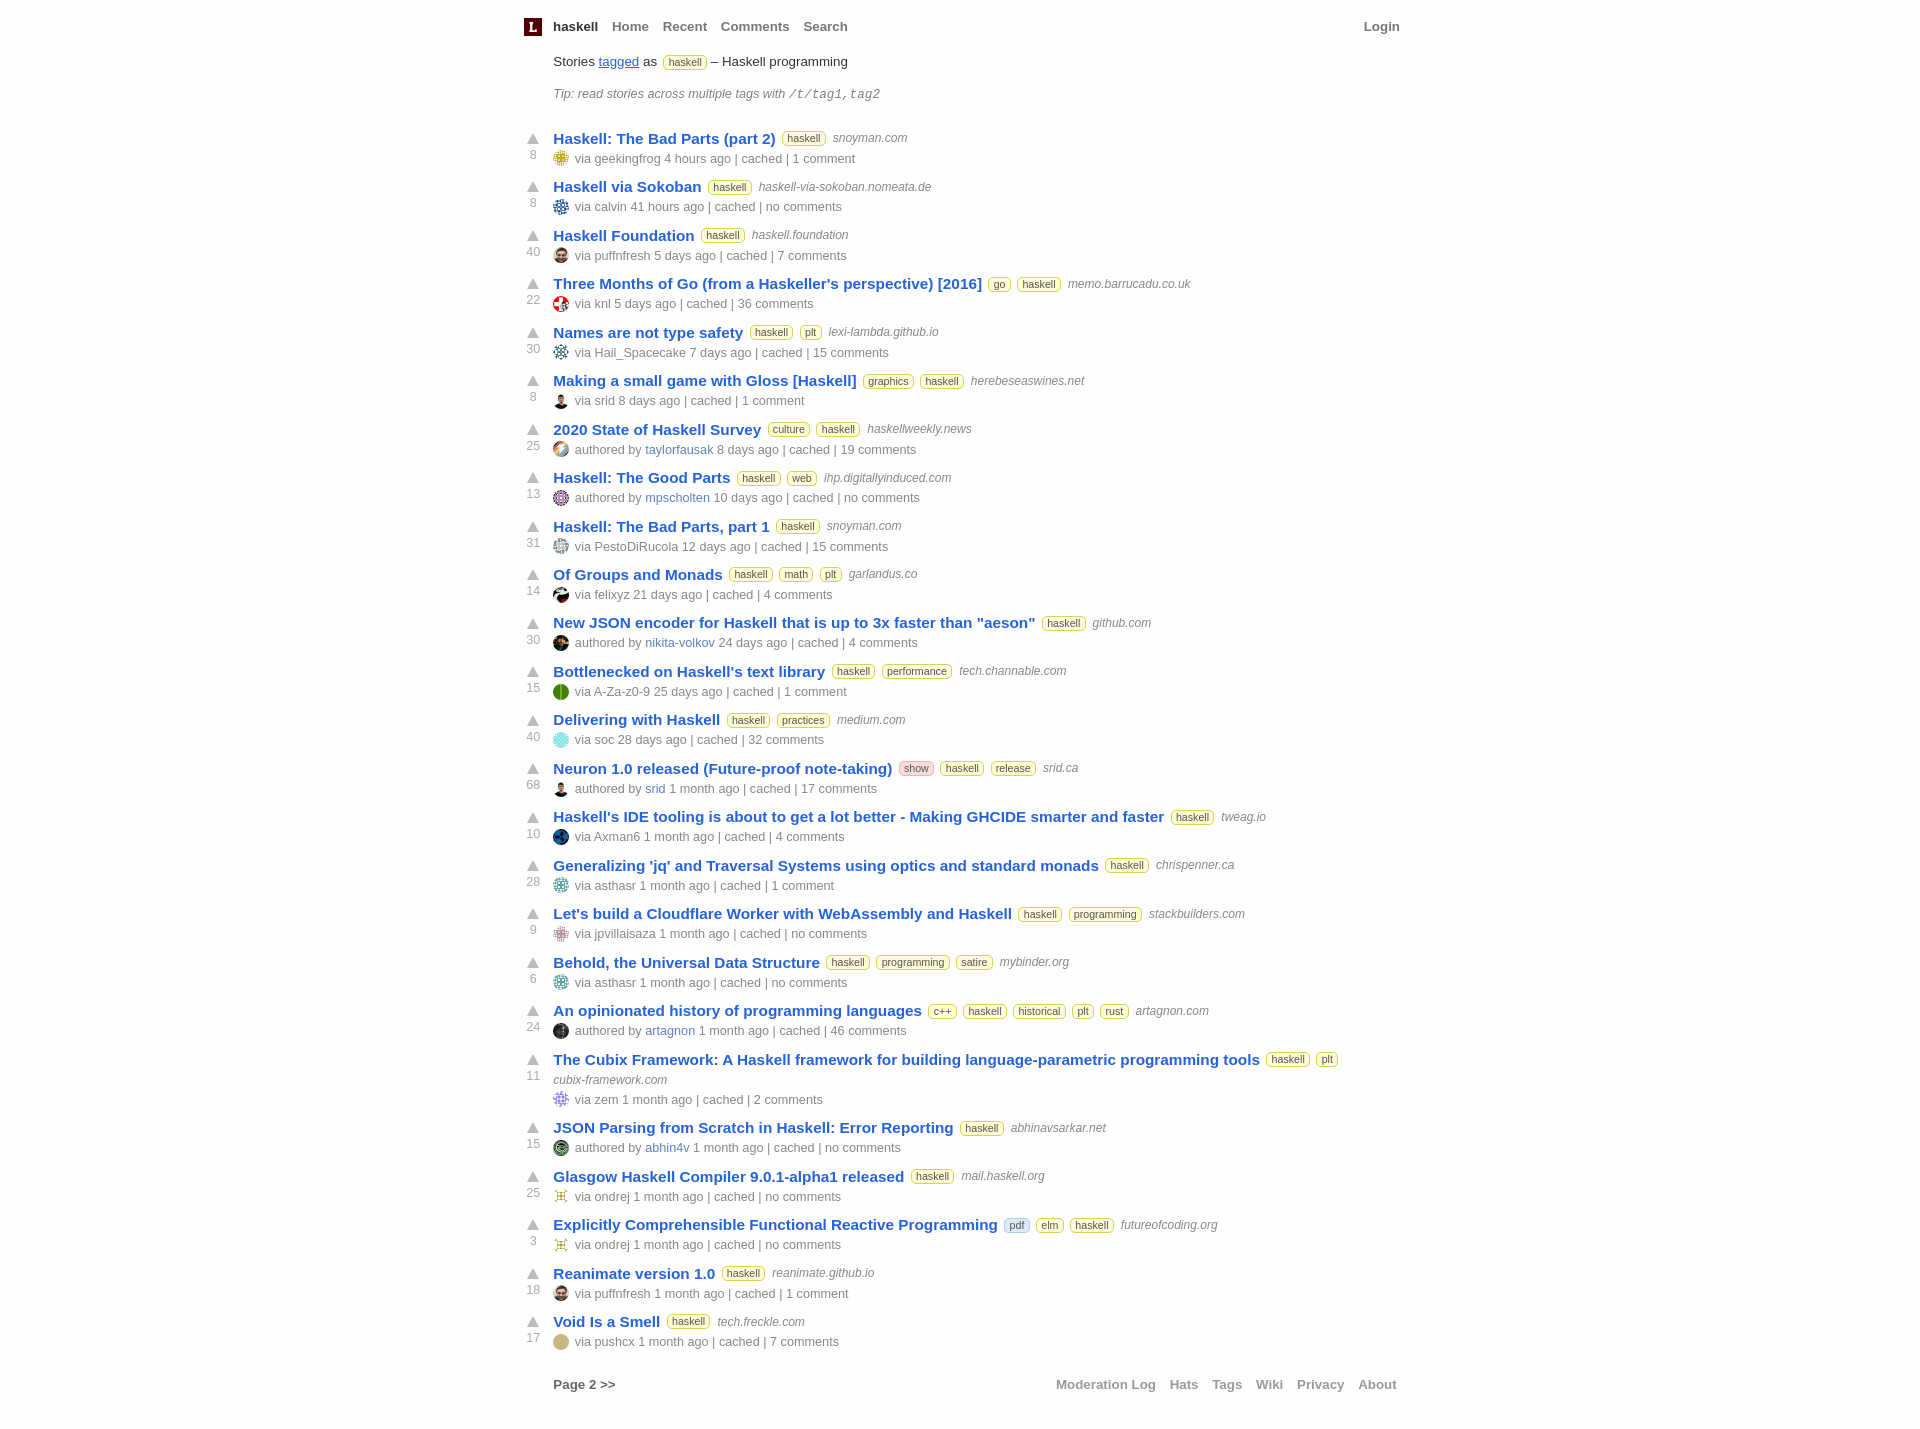 L haskell Home Recent Comments Search Login
Stories tagged as haskell – Haskell programming
Tip: read stories across multiple tags with /t/tag1,tag2
Haskell: The Bad Parts (part 2) haskell snoyman.com
8 via geekingfrog 4 hours ago | cached | 1 comment
Haskell via Sokoban haskell haskell-via-sokoban.nomeata.de
8 via calvin 41 hours ago | cached | no comments
Haskell Foundation haskell haskell.foundation
40 via puffnfresh 5 days ago | cached | 7 comments
Three Months of Go (from a Haskeller's perspective) [2016] go haskell memo.barrucadu.co.uk
22 via knl 5 days ago | cached | 36 comments
Names are not type safety haskell plt lexi-lambda.github.io
30 via Hail_Spacecake 7 days ago | cached | 15 comments
Making a small game with Gloss [Haskell] graphics haskell herebeseaswines.net
8 via srid 8 days ago | cached | 1 comment
2020 State of Haskell Survey culture haskell haskellweekly.news
25 authored by taylorfausak 8 days ago | cached | 19 comments
Haskell: The Good Parts haskell web ihp.digitallyinduced.com
13 authored by mpscholten 10 days ago | cached | no comments
Haskell: The Bad Parts, part 1 haskell snoyman.com
31 via PestoDiRucola 12 days ago | cached | 15 comments
Of Groups and Monads haskell math plt garlandus.co
14 via felixyz 21 days ago | cached | 4 comments
New JSON encoder for Haskell that is up to 3x faster than "aeson" haskell github.com
30 authored by nikita-volkov 24 days ago | cached | 4 comments
Bottlenecked on Haskell's text library haskell performance tech.channable.com
15 via A-Za-z0-9 25 days ago | cached | 1 comment
Delivering with Haskell haskell practices medium.com
40 via soc 28 days ago | cached | 32 comments
Neuron 1.0 released (Future-proof note-taking) show haskell release srid.ca
68 authored by srid 1 month ago | cached | 17 comments
Haskell's IDE tooling is about to get a lot better - Making GHCIDE smarter and faster haskell tweag.io
10 via Axman6 1 month ago | cached | 4 comments
Generalizing 'jq' and Traversal Systems using optics and standard monads haskell chrispenner.ca
28 via asthasr 1 month ago | cached | 1 comment
Let's build a Cloudflare Worker with WebAssembly and Haskell haskell programming stackbuilders.com
9 via jpvillaisaza 1 month ago | cached | no comments
Behold, the Universal Data Structure haskell programming satire mybinder.org
6 via asthasr 1 month ago | cached | no comments
An opinionated history of programming languages c++ haskell historical plt rust artagnon.com
24 authored by artagnon 1 month ago | cached | 46 comments
The Cubix Framework: A Haskell framework for building language-parametric programming tools haskell plt
11 cubix-framework.com
via zem 1 month ago | cached | 2 comments
JSON Parsing from Scratch in Haskell: Error Reporting haskell abhinavsarkar.net
15 authored by abhin4v 1 month ago | cached | no comments
Glasgow Haskell Compiler 9.0.1-alpha1 released haskell mail.haskell.org
25 via ondrej 1 month ago | cached | no comments
Explicitly Comprehensible Functional Reactive Programming pdf elm haskell futureofcoding.org
3 via ondrej 1 month ago | cached | no comments
Reanimate version 1.0 haskell reanimate.github.io
18 via puffnfresh 1 month ago | cached | 1 comment
Void Is a Smell haskell tech.freckle.com
17 via pushcx 1 month ago | cached | 7 comments
Page 2 >> Moderation Log Hats Tags Wiki Privacy About